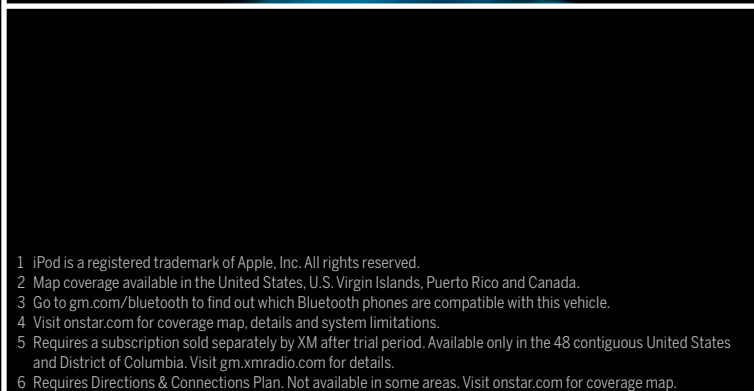 1 iPod is a registered trademark of Apple, Inc. All rights reserved.
2 Map coverage available in the United States, U.S. Virgin Islands, Puerto Rico and Canada.
3 Go to gm.com/bluetooth to find out which Bluetooth phones are compatible with this vehicle.
4 Visit onstar.com for coverage map, details and system limitations.
5 Requires a subscription sold separately by XM after trial period. Available only in the 48 contiguous United States
and District of Columbia. Visit gm.xmradio.com for details.
6 Requires Directions & Connections Plan. Not available in some areas. Visit onstar.com for coverage map.